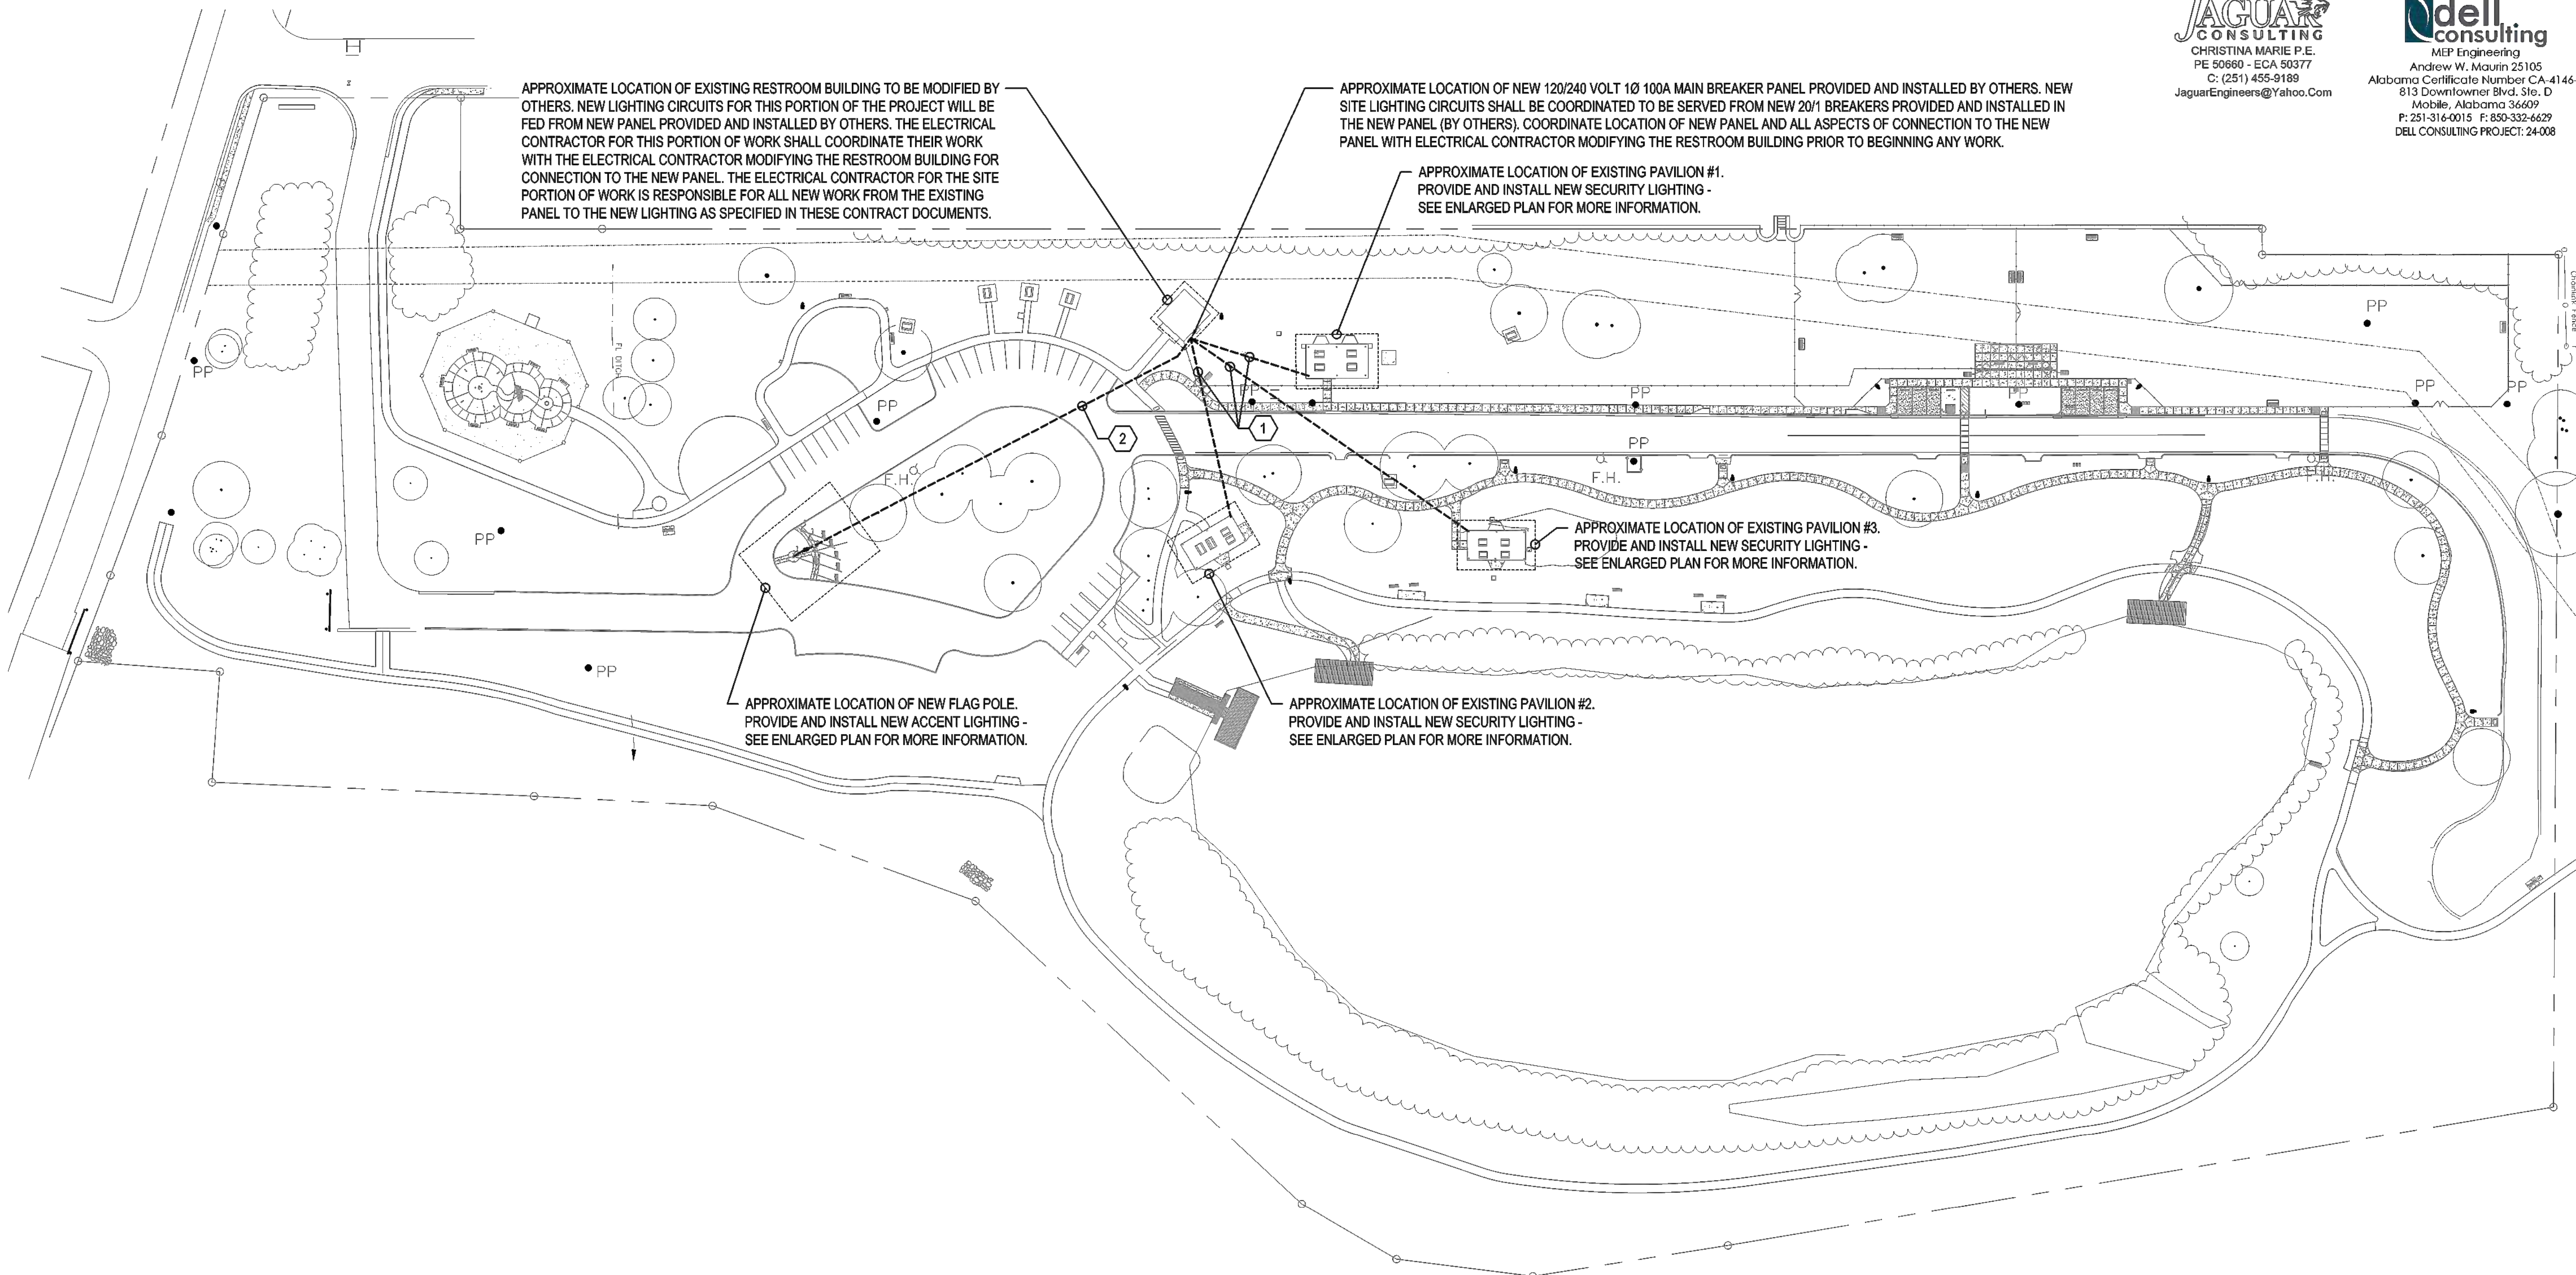 JAGUAR
CONSULTING
CHRISTINA MARIE P.E.
PE 50660 - ECA 50377
C: (251) 455-9189
JaguarEngineers@Yahoo.Com
dell
consulting
MEP Engineering
Andrew W. Maurin 25105
Alabama Certificate Number CA-4146-
813 Downtowner Blvd. Ste. D
Mobile, Alabama 36609
P: 251-316-0015 F: 850-332-6629
DELL CONSULTING PROJECT: 24-008
APPROXIMATE LOCATION OF EXISTING RESTROOM BUILDING TO BE MODIFIED BY
OTHERS. NEW LIGHTING CIRCUITS FOR THIS PORTION OF THE PROJECT WILL BE
FED FROM NEW PANEL PROVIDED AND INSTALLED BY OTHERS. THE ELECTRICAL
CONTRACTOR FOR THIS PORTION OF WORK SHALL COORDINATE THEIR WORK
WITH THE ELECTRICAL CONTRACTOR MODIFYING THE RESTROOM BUILDING FOR
CONNECTION TO THE NEW PANEL. THE ELECTRICAL CONTRACTOR FOR THE SITE
PORTION OF WORK IS RESPONSIBLE FOR ALL NEW WORK FROM THE EXISTING
PANEL TO THE NEW LIGHTING AS SPECIFIED IN THESE CONTRACT DOCUMENTS.
APPROXIMATE LOCATION OF NEW 120/240 VOLT 1Ø 100A MAIN BREAKER PANEL PROVIDED AND INSTALLED BY OTHERS. NEW
SITE LIGHTING CIRCUITS SHALL BE COORDINATED TO BE SERVED FROM NEW 20/1 BREAKERS PROVIDED AND INSTALLED IN
THE NEW PANEL (BY OTHERS). COORDINATE LOCATION OF NEW PANEL AND ALL ASPECTS OF CONNECTION TO THE NEW
PANEL WITH ELECTRICAL CONTRACTOR MODIFYING THE RESTROOM BUILDING PRIOR TO BEGINNING ANY WORK.
APPROXIMATE LOCATION OF EXISTING PAVILION #1.
PROVIDE AND INSTALL NEW SECURITY LIGHTING -
SEE ENLARGED PLAN FOR MORE INFORMATION.
PP
PP
FL DITCH
PP
PP
PP
PP
PP
PP
2
1
PP
F.H.
F.H.
F.H.
PP
APPROXIMATE LOCATION OF EXISTING PAVILION #3.
PROVIDE AND INSTALL NEW SECURITY LIGHTING -
SEE ENLARGED PLAN FOR MORE INFORMATION.
PP
APPROXIMATE LOCATION OF NEW FLAG POLE.
PROVIDE AND INSTALL NEW ACCENT LIGHTING -
SEE ENLARGED PLAN FOR MORE INFORMATION.
APPROXIMATE LOCATION OF EXISTING PAVILION #2.
PROVIDE AND INSTALL NEW SECURITY LIGHTING -
SEE ENLARGED PLAN FOR MORE INFORMATION.